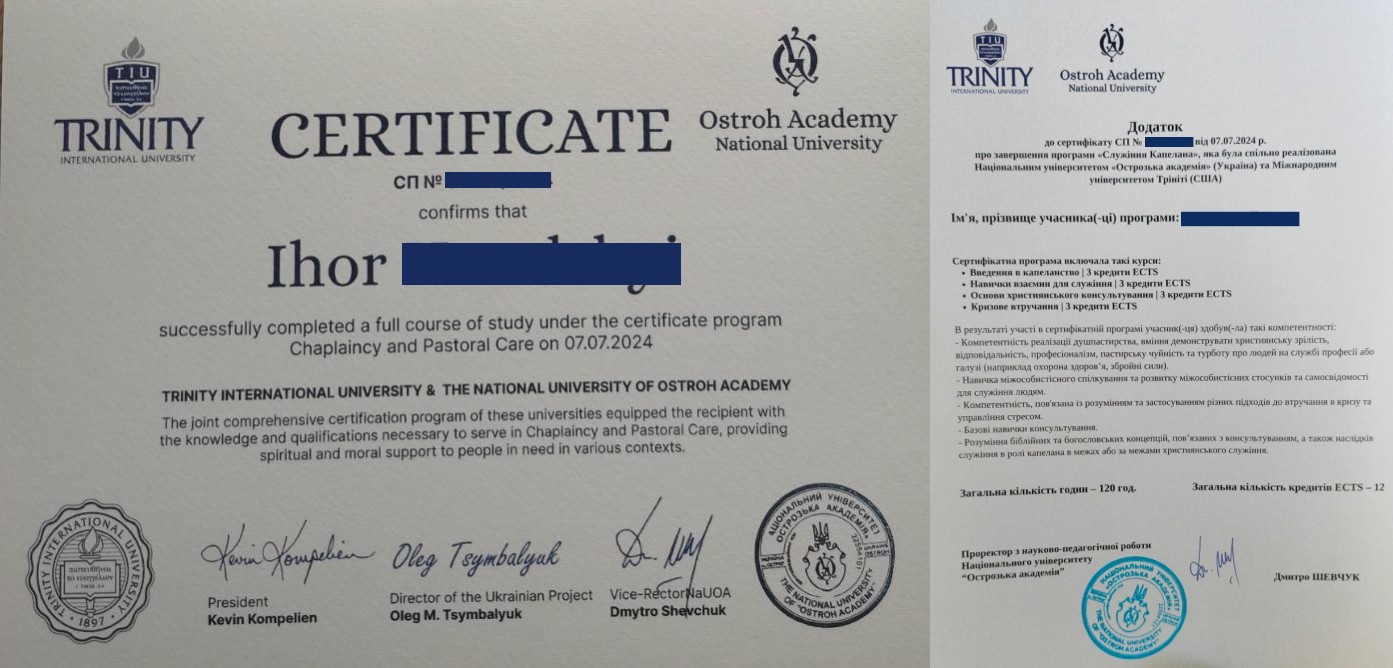 TIU
TRINITY
INTERNATIONAL UNIVERSITY
CERTIFICATE
Ostroh Academy
National University
СП №
confirms that
Ihor
successfully completed a full course of study under the certificate program
Chaplaincy and Pastoral Care on 07.07.2024
TRINITY INTERNATIONAL UNIVERSITY & THE NATIONAL UNIVERSITY OF OSTROH ACADEMY
The joint comprehensive certification program of these universities equipped the recipient with
the knowledge and qualifications necessary to serve in Chaplaincy and Pastoral Care, providing
spiritual and moral support to people in need in various contexts.
TRINITY INTERNATIONAL UNIVERSITY
1897
Kevin Kompelien
President
Kevin Kompelien
Oleg Tsymbalyuk
Director of the Ukrainian Project
Oleg M. Tsymbalyuk
Vice-Rector NaUOA
Dmytro Shevchuk
НАЦІОНАЛЬНИЙ УНІВЕРСИТЕТ
«ОСТРОЗЬКА АКАДЕМІЯ»
THE NATIONAL UNIVERSITY
OF "OSTROH ACADEMY"
TIU
TRINITY
INTERNATIONAL UNIVERSITY
Ostroh Academy
National University
Додаток
до сертифікату СП № від 07.07.2024 р.
про завершення програми «Служіння Капелана», яка була спільно реалізована
Національним університетом «Острозька академія» (Україна) та Міжнародним
університетом Трініті (США)
Ім'я, прізвище учасника(-ці) програми:
Сертифікатна програма включала такі курси:
• Введення в капеланство | 3 кредити ECTS
• Навички взаємин для служіння | 3 кредити ECTS
• Основи християнського консультування | 3 кредити ECTS
• Кризове втручання | 3 кредити ECTS
В результаті участі в сертифікатній програмі учасник(-ця) здобув(-ла) такі компетентності:
- Компетентність реалізації душпастирства, вміння демонструвати християнську зрілість,
відповідальність, професіоналізм, пастирську чуйність та турботу про людей на службі професії або
галузі (наприклад охорона здоров'я, збройні сили).
- Навичка міжособистісного спілкування та розвитку міжособистісних стосунків та самосвідомості
для служіння людям.
- Компетентність, пов'язана із розумінням та застосуванням різних підходів до втручання в кризу та
управління стресом.
- Базові навички консультування.
- Розуміння біблійних та богословських концепцій, пов'язаних з консультуванням, а також наслідків
служіння в ролі капелана в межах або за межами християнського служіння.
Загальна кількість годин – 120 год.
Загальна кількість кредитів ECTS – 12
Проректор з науково-педагогічної роботи
Національного університету
“Острозька академія”
Дмитро ШЕВЧУК
НАЦІОНАЛЬНИЙ УНІВЕРСИТЕТ
«ОСТРОЗЬКА АКАДЕМІЯ»
THE NATIONAL UNIVERSITY
OF "OSTROH ACADEMY"